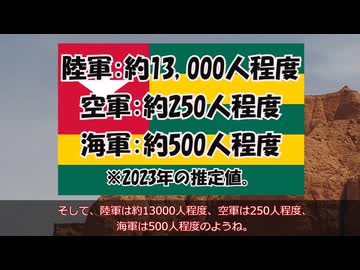 陸軍:約13,000人程度
空軍:約250人程度
海軍:約500人程度
※2023年の推定値。
そして、陸軍は約13000人程度、空軍は250人程度、
海軍は500人程度のようね。